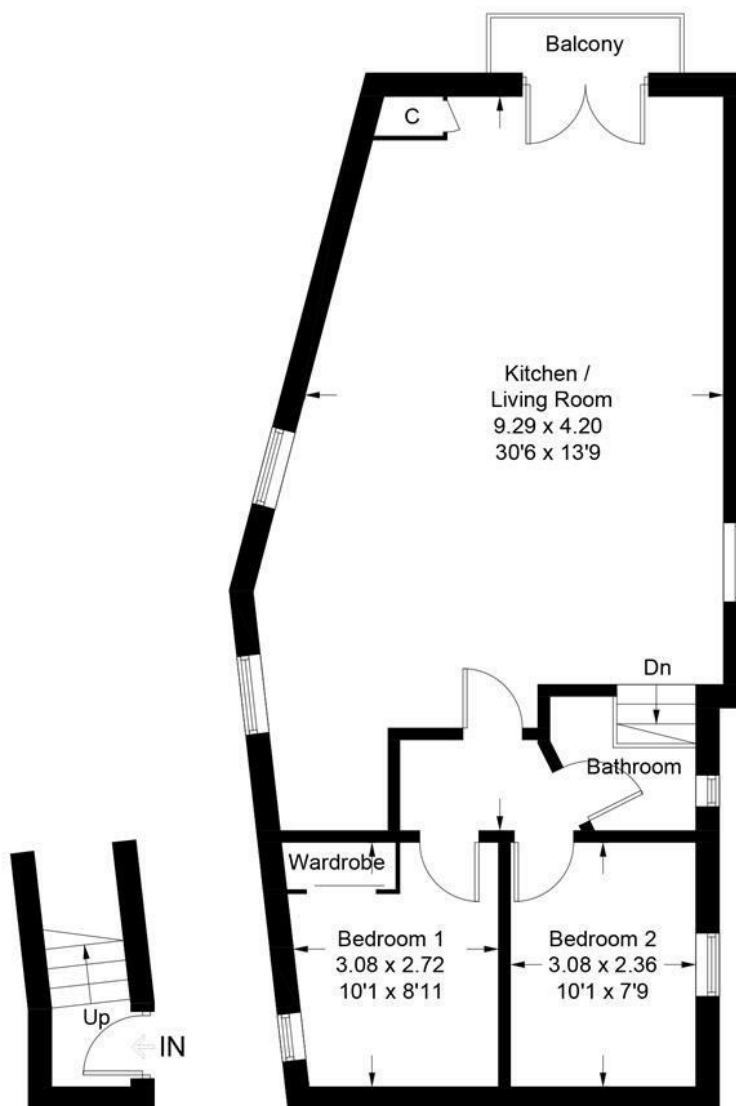 Balcony
C
Kitchen /
Living Room
9.29 x 4.20
30'6 x 13'9
Dn
Bathroom
Wardrobe
Bedroom 1
3.08 x 2.72
10'1 x 8'11
Bedroom 2
3.08 x 2.36
10'1 x 7'9
Up
IN